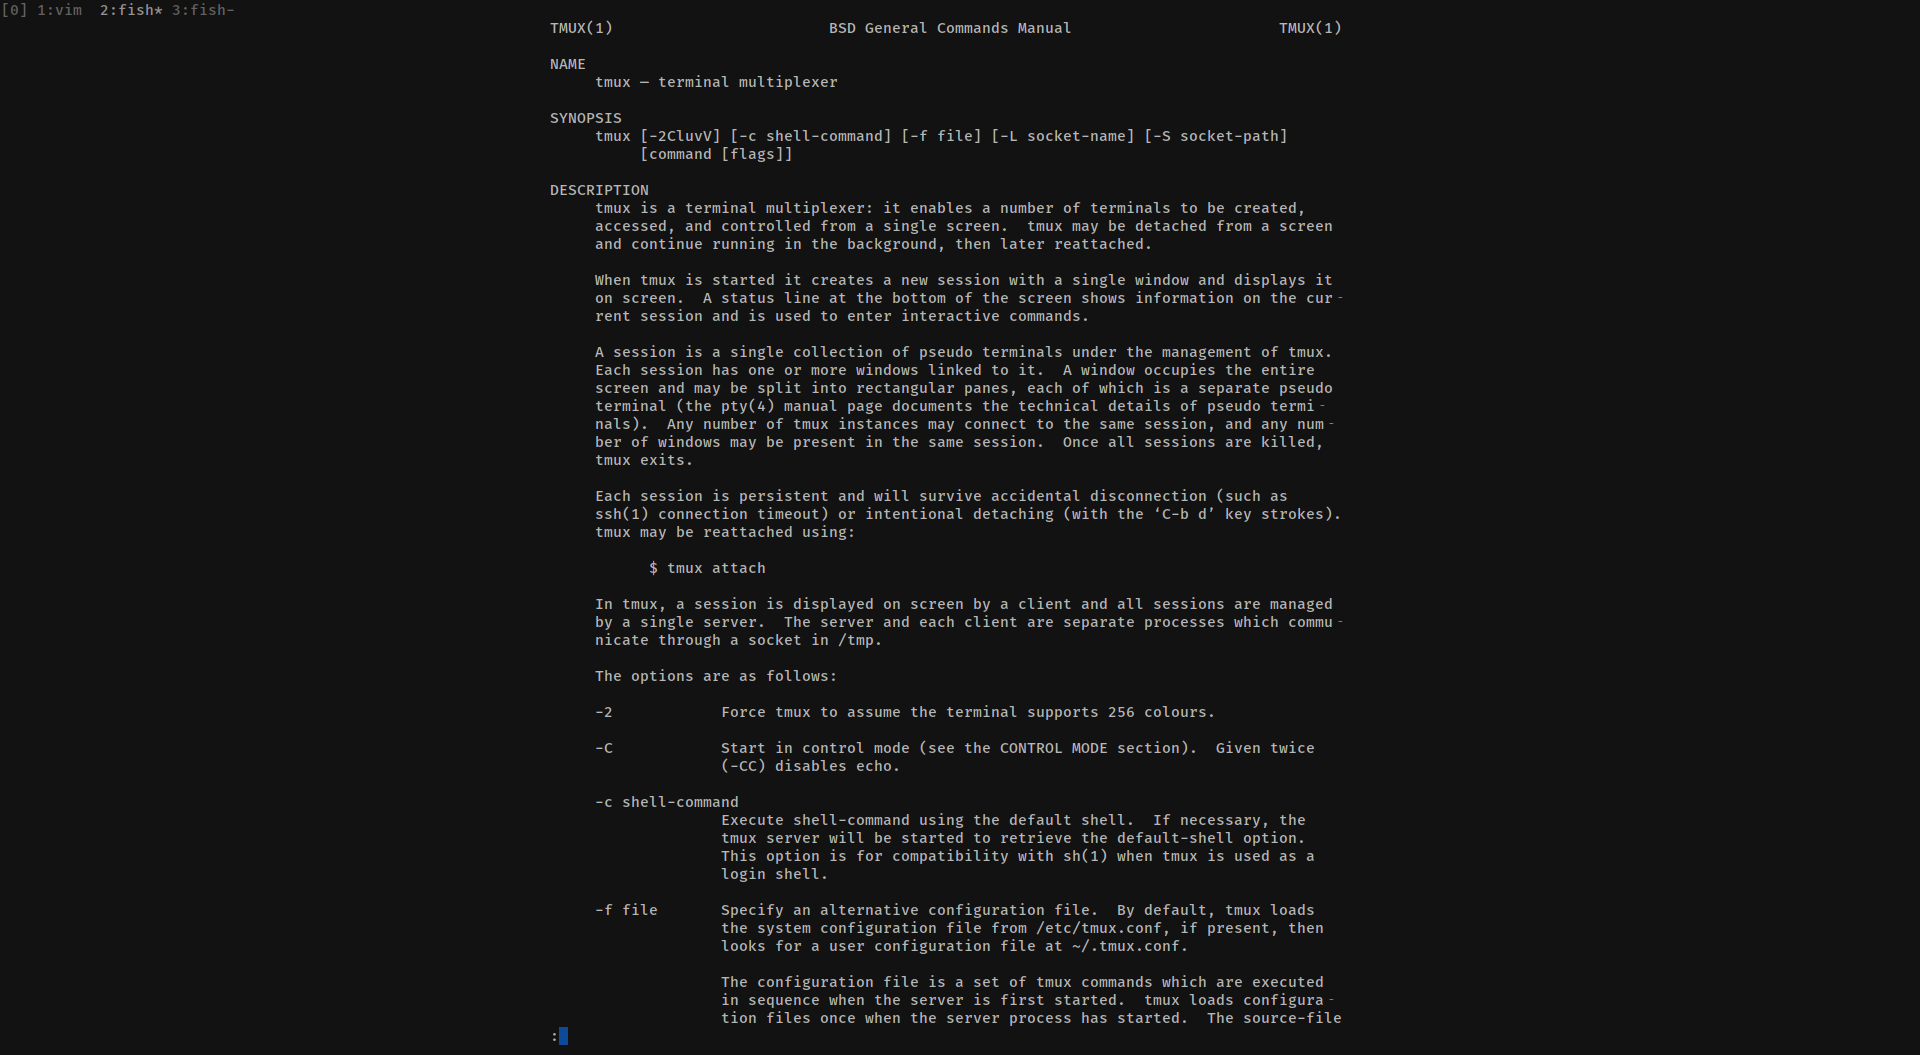 [0] 1:vim  2:fish* 3:fish-
TMUX(1)                        BSD General Commands Manual                       TMUX(1)
NAME
     tmux — terminal multiplexer
SYNOPSIS
     tmux [-2CluvV] [-c shell-command] [-f file] [-L socket-name] [-S socket-path]
          [command [flags]]
DESCRIPTION
     tmux is a terminal multiplexer: it enables a number of terminals to be created,
     accessed, and controlled from a single screen.  tmux may be detached from a screen
     and continue running in the background, then later reattached.
     When tmux is started it creates a new session with a single window and displays it
     on screen.  A status line at the bottom of the screen shows information on the cur-
     rent session and is used to enter interactive commands.
     A session is a single collection of pseudo terminals under the management of tmux.
     Each session has one or more windows linked to it.  A window occupies the entire
     screen and may be split into rectangular panes, each of which is a separate pseudo
     terminal (the pty(4) manual page documents the technical details of pseudo termi-
     nals).  Any number of tmux instances may connect to the same session, and any num-
     ber of windows may be present in the same session.  Once all sessions are killed,
     tmux exits.
     Each session is persistent and will survive accidental disconnection (such as
     ssh(1) connection timeout) or intentional detaching (with the ‘C-b d’ key strokes).
     tmux may be reattached using:
           $ tmux attach
     In tmux, a session is displayed on screen by a client and all sessions are managed
     by a single server.  The server and each client are separate processes which commu-
     nicate through a socket in /tmp.
     The options are as follows:
     -2            Force tmux to assume the terminal supports 256 colours.
     -C            Start in control mode (see the CONTROL MODE section).  Given twice
                   (-CC) disables echo.
     -c shell-command
                   Execute shell-command using the default shell.  If necessary, the
                   tmux server will be started to retrieve the default-shell option.
                   This option is for compatibility with sh(1) when tmux is used as a
                   login shell.
     -f file       Specify an alternative configuration file.  By default, tmux loads
                   the system configuration file from /etc/tmux.conf, if present, then
                   looks for a user configuration file at ~/.tmux.conf.
                   The configuration file is a set of tmux commands which are executed
                   in sequence when the server is first started.  tmux loads configura-
                   tion files once when the server process has started.  The source-file
: